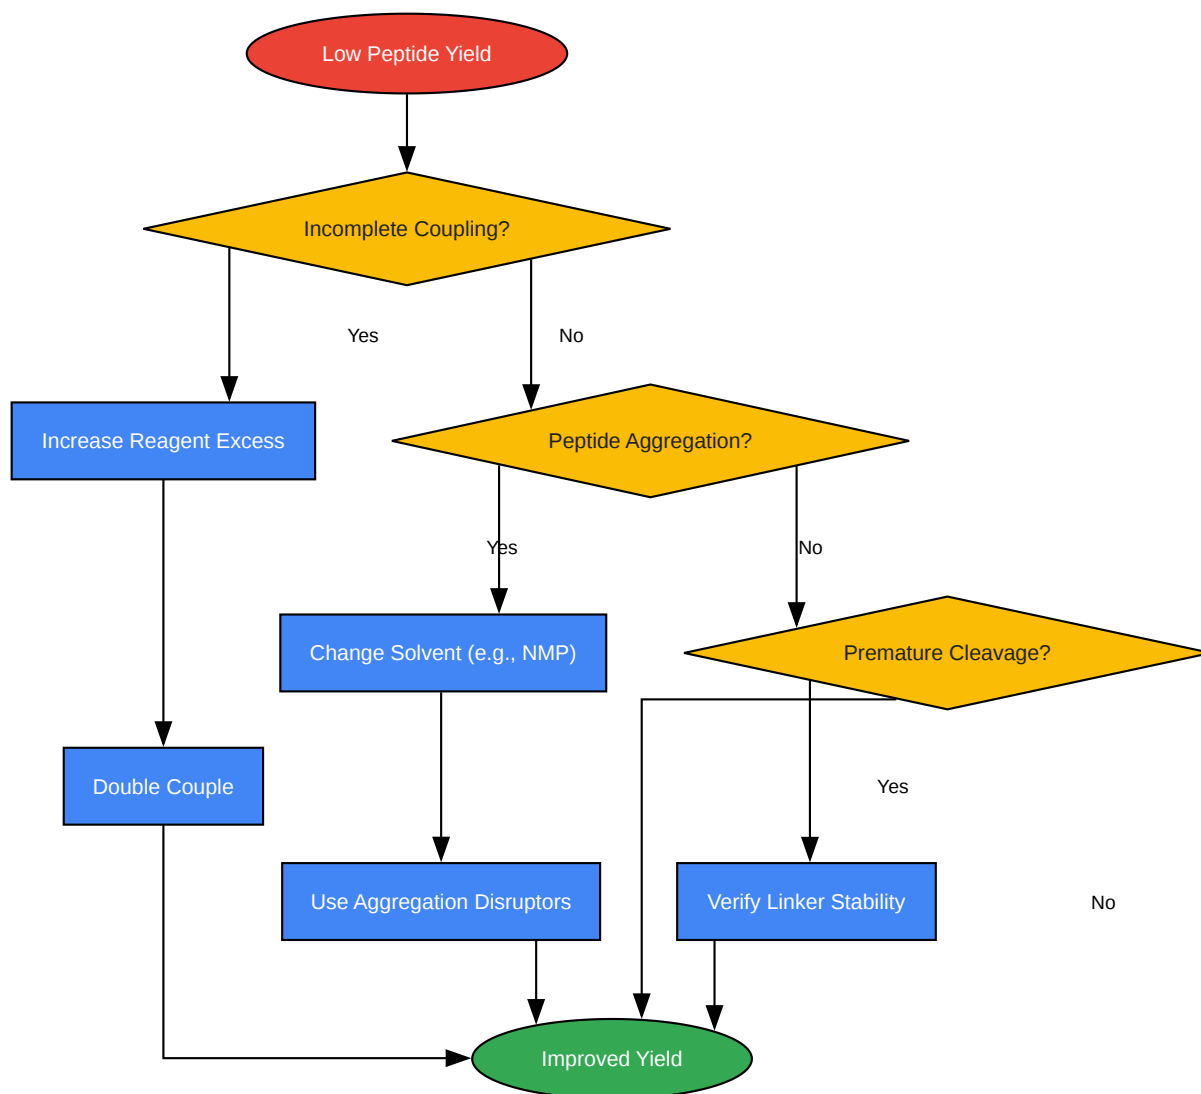 Low Peptide Yield
Incomplete Coupling?
Yes
No
Increase Reagent Excess
Peptide Aggregation?
Yes
No
Change Solvent (e.g., NMP)
Premature Cleavage?
Double Couple
Yes
Use Aggregation Disruptors
Verify Linker Stability
No
Improved Yield